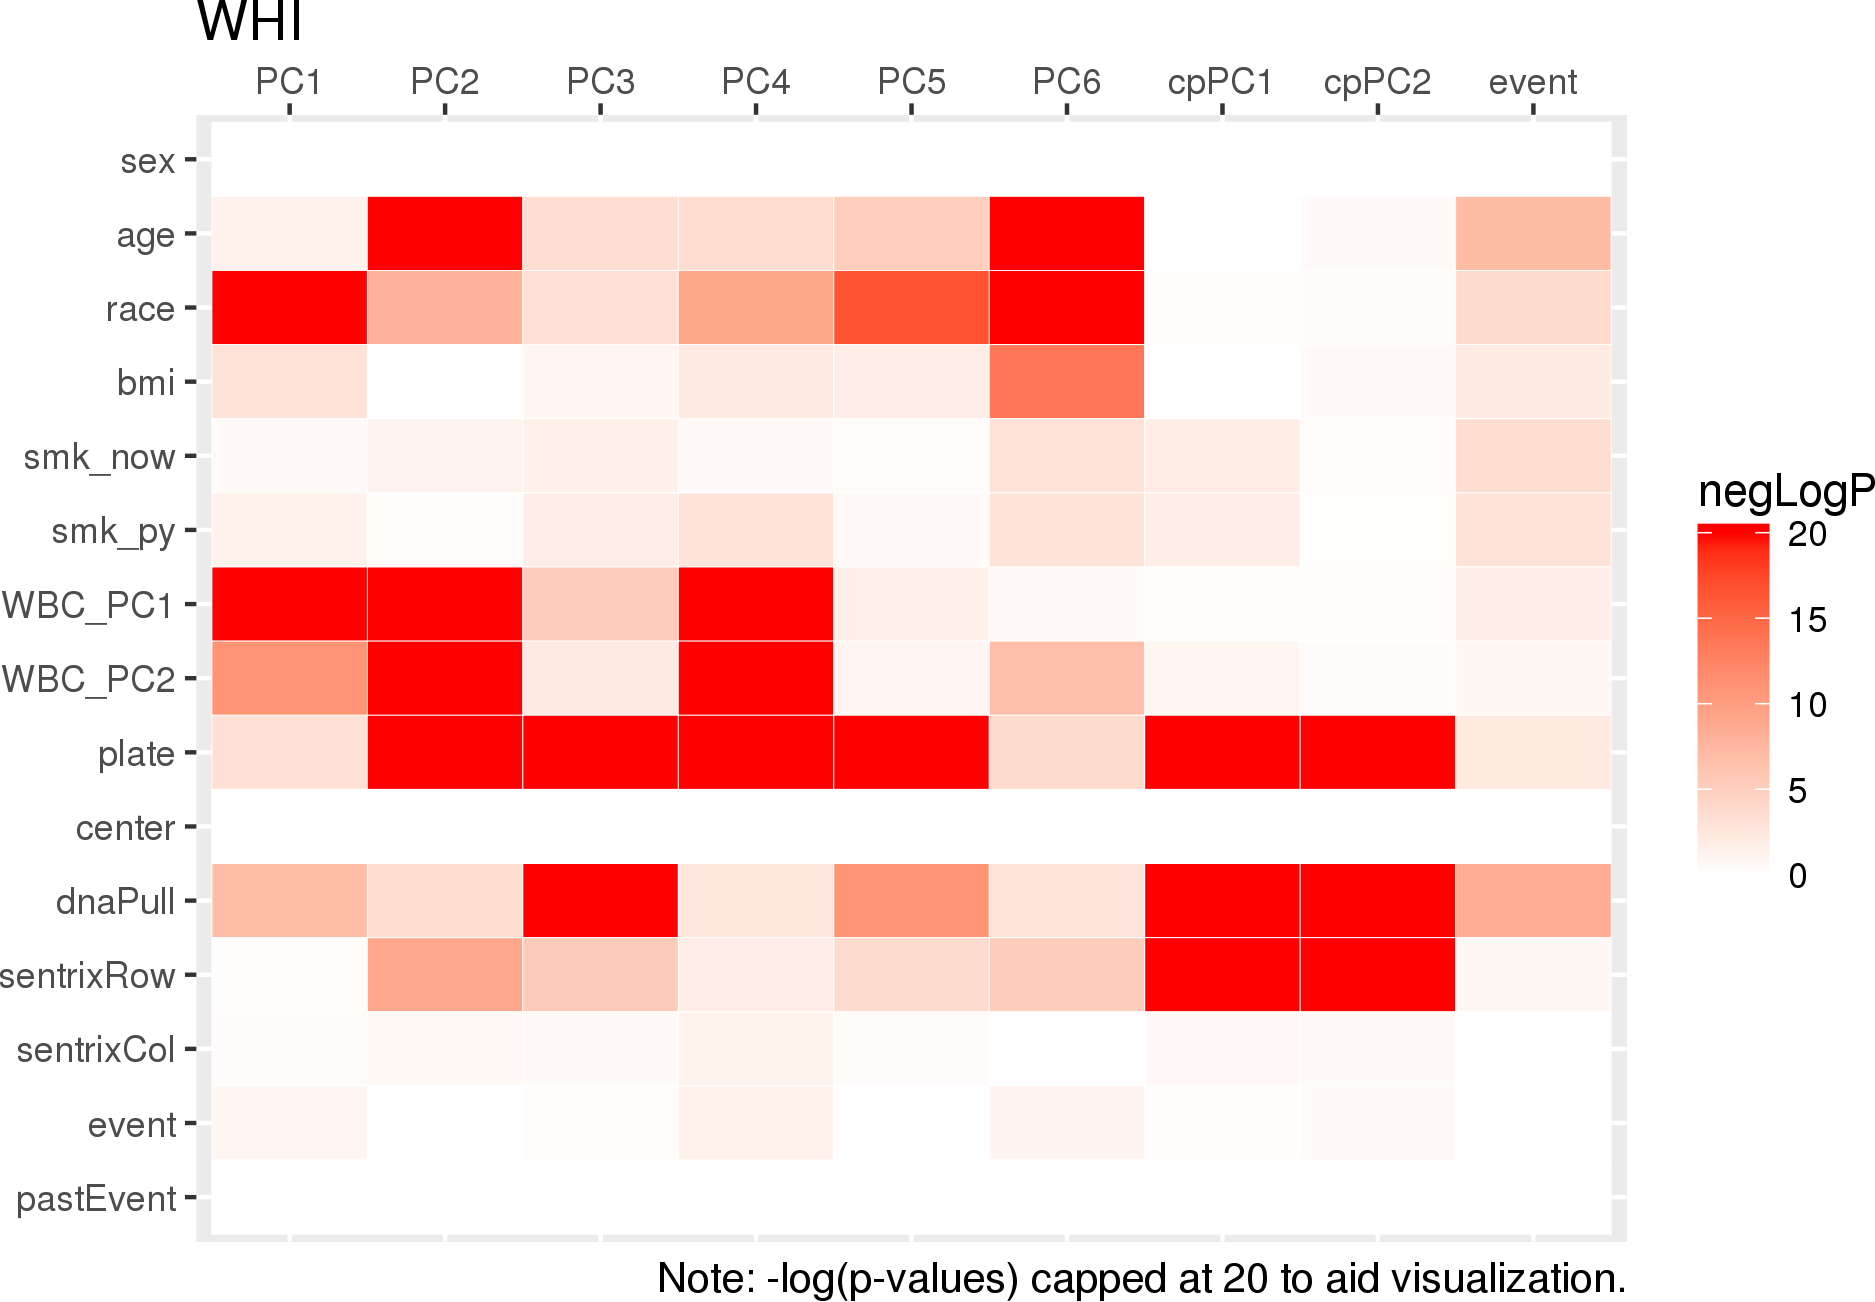 WHI
PC1 PC2 PC3 PC4 PC5 PC6 cpPC1 cpPC2 event
sex
age
race
bmi
smk_now
smk_py
WBC_PC1
WBC_PC2
plate
center
dnaPull
sentrixRow
sentrixCol
event
pastEvent
negLogP
20
15
10
5
0
Note: -log(p-values) capped at 20 to aid visualization.